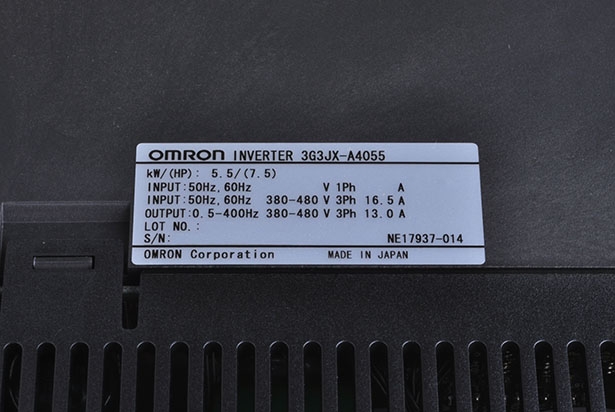 OMRON INVERTER 3G3JX-A4055
kW/(HP): 5.5/(7.5)
INPUT:50Hz,60Hz V 1Ph A
INPUT:50Hz,60Hz 380-480 V 3Ph 16.5 A
OUTPUT:0.5-400Hz 380-480 V 3Ph 13.0 A
LOT NO.:
S/N: NE17937-014
OMRON Corporation MADE IN JAPAN